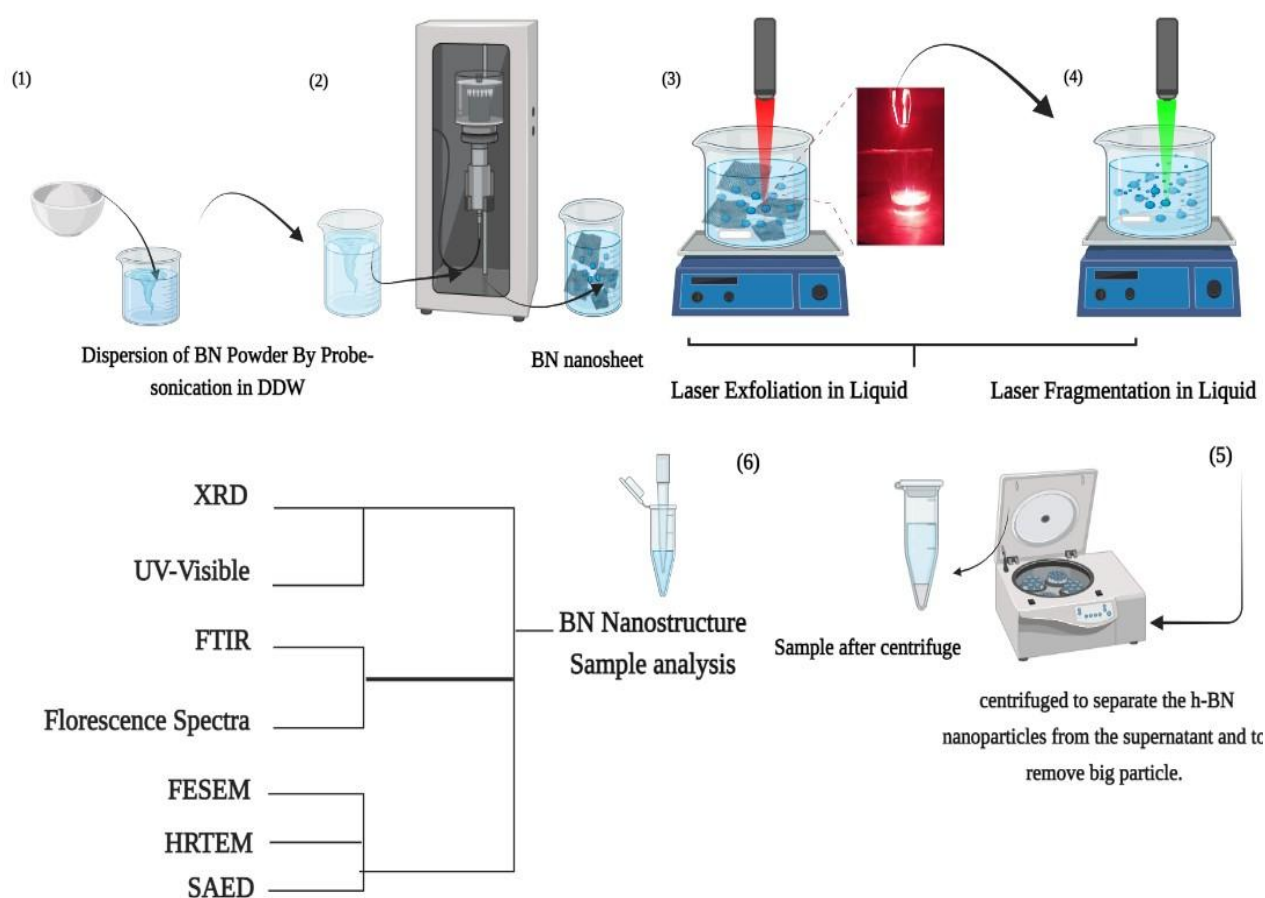 (1)
(2)
(3)
(4)
Dispersion of BN Powder By Probe-
sonication in DDW
BN nanosheet
Laser Exfoliation in Liquid
Laser Fragmentation in Liquid
(5)
(6)
XRD
UV-Visible
FTIR
Florescence Spectra
FESEM
HRTEM
SAED
BN Nanostructure
Sample analysis
Sample after centrifuge
centrifuged to separate the h-BN
nanoparticles from the supernatant and to
remove big particle.